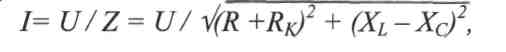 I= U / Z = U / √(R +R_K)² + (X_L – X_C)²,